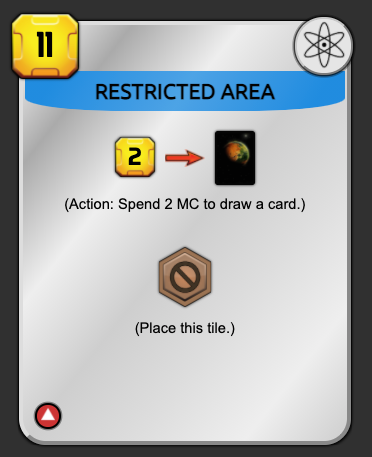 11
RESTRICTED AREA
2
(Action: Spend 2 MC to draw a card.)
(Place this tile.)